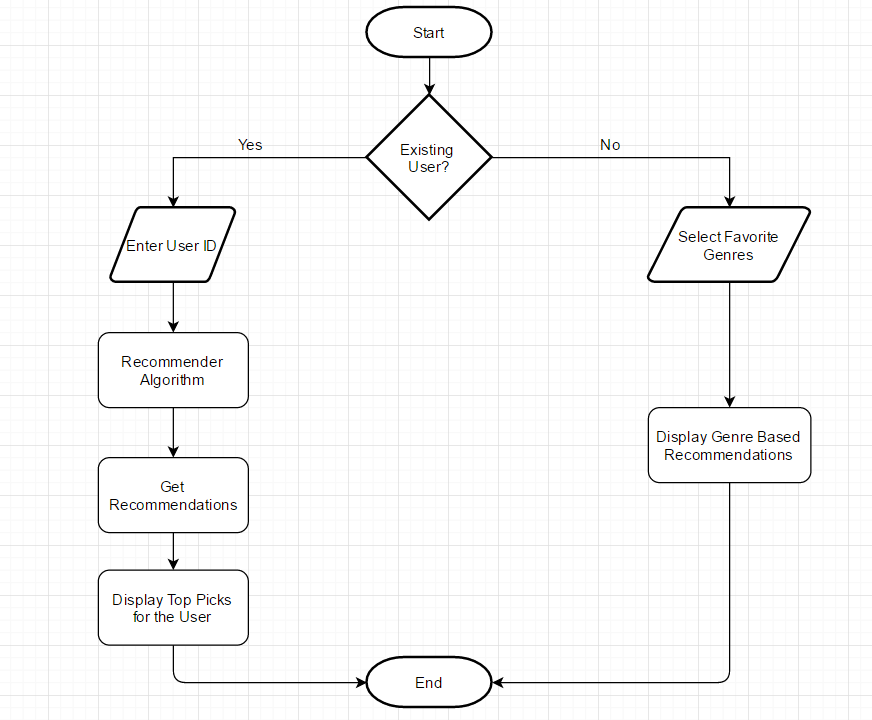 Start
Existing
User?
Yes
No
Enter User ID
Select Favorite
Genres
Recommender
Algorithm
Display Genre Based
Recommendations
Get
Recommendations
Display Top Picks
for the User
End